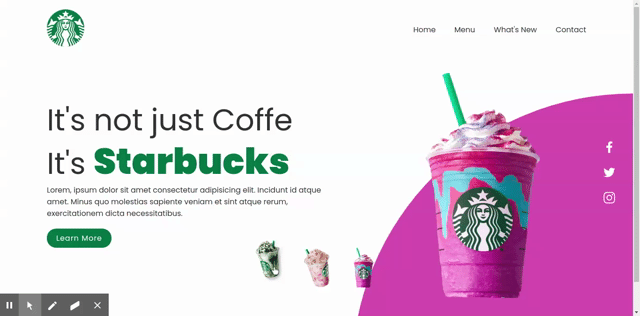 Home Menu What's New Contact
It's not just Coffe
It's Starbucks
Lorem, ipsum dolor sit amet consectetur adipisicing elit. Incidunt id atque
amet. Minus quo molestias sapiente veniam et sint atque rerum,
exercitationem dicta necessitatibus.
Learn More